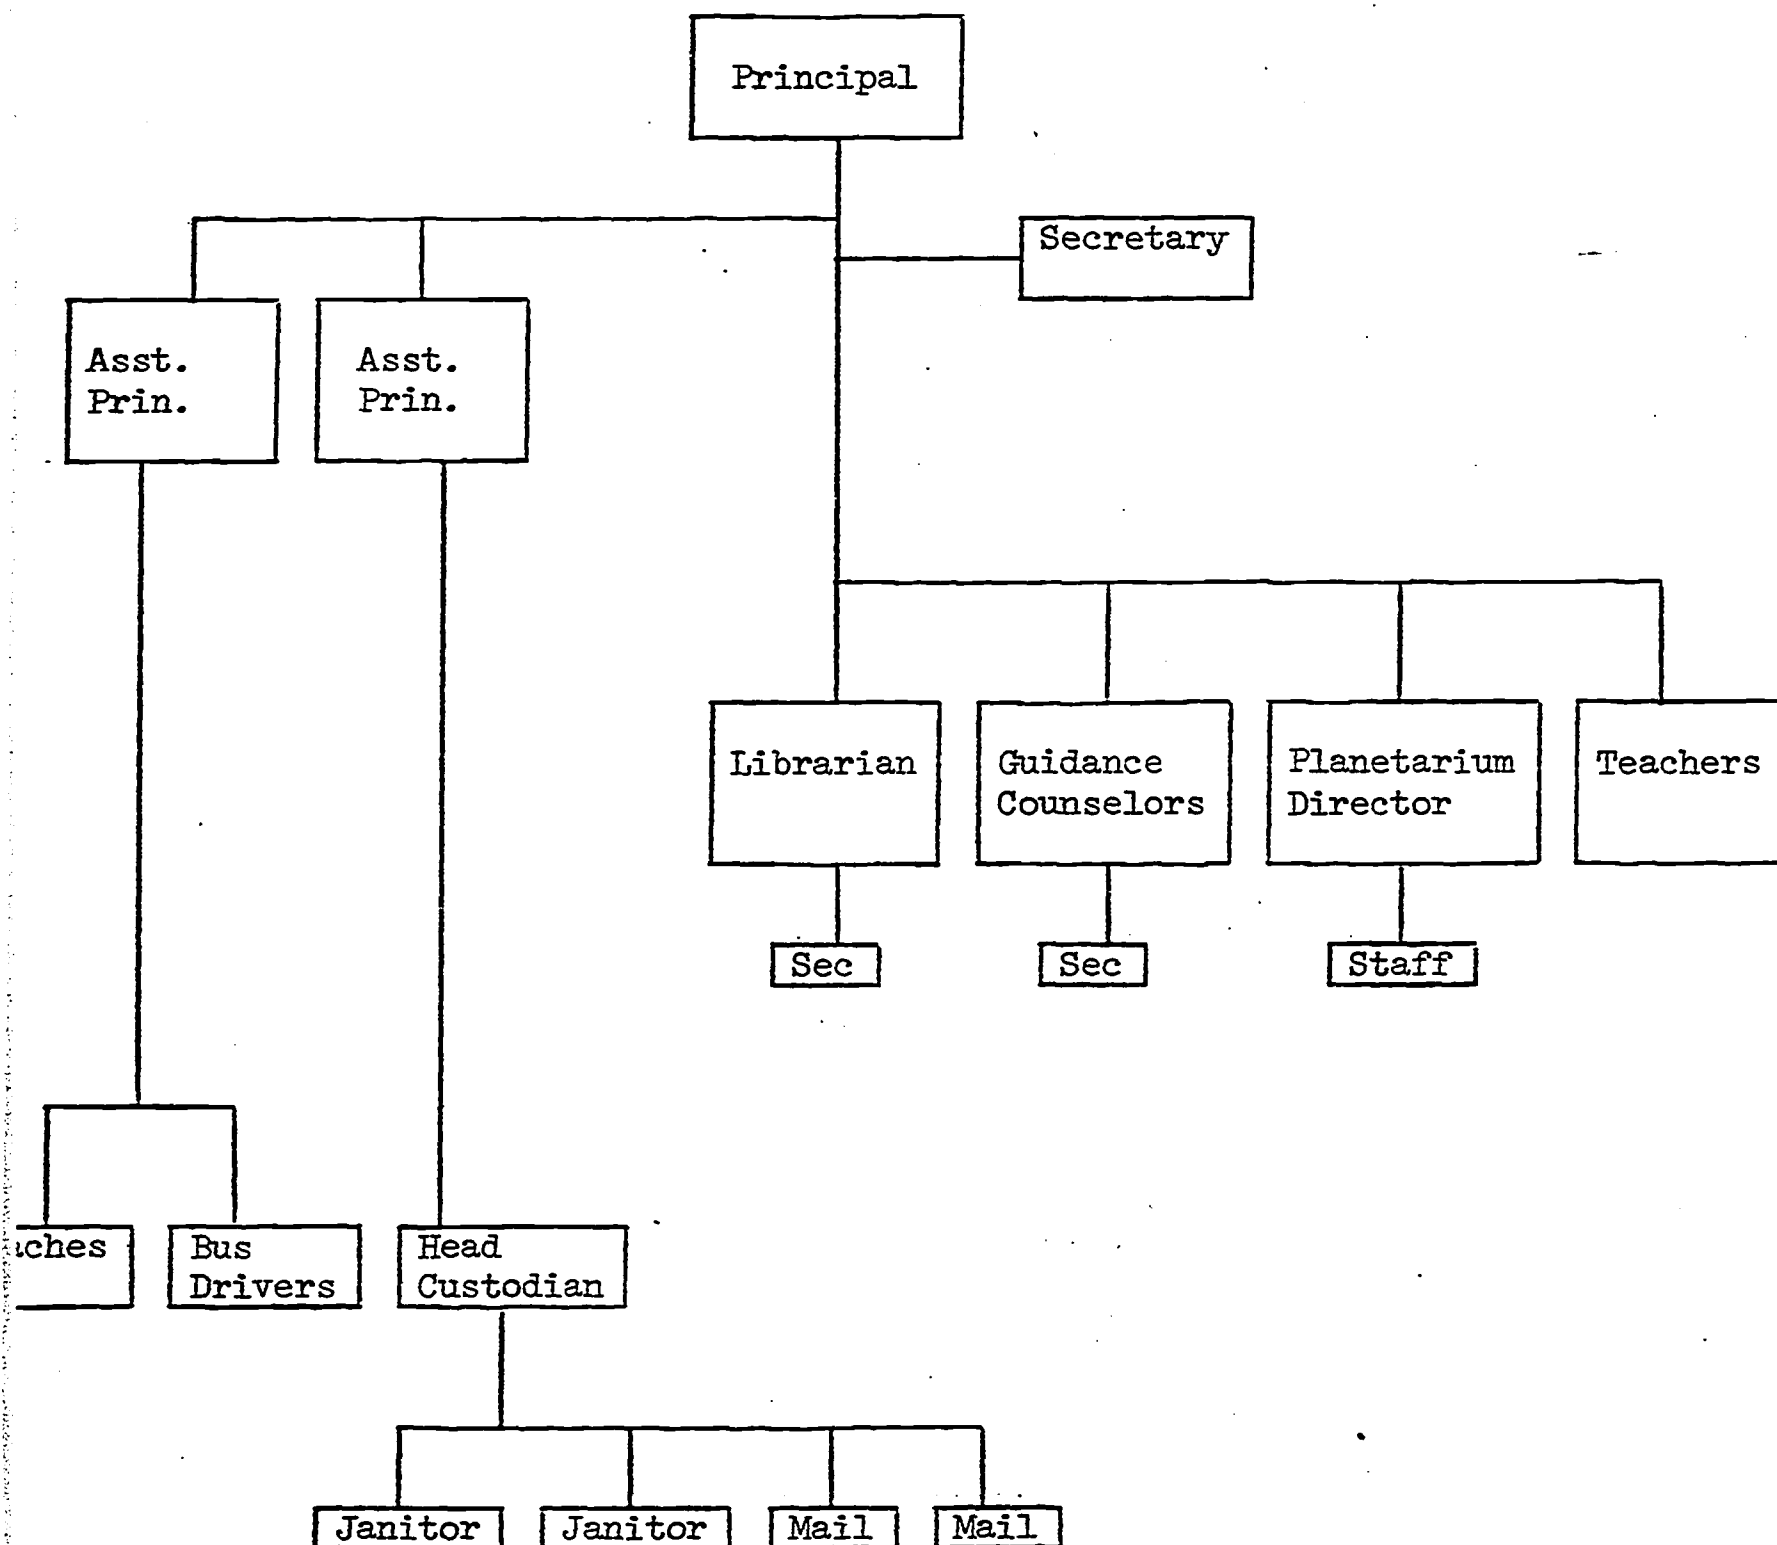 Principal
Secretary
Asst.
Prin.
Asst.
Prin.
Librarian
Guidance
Counselors
Planetarium
Director
Teachers
Sec
Sec
Staff
aches
Bus
Drivers
Head
Custodian
Janitor
Janitor
Mail
Mail